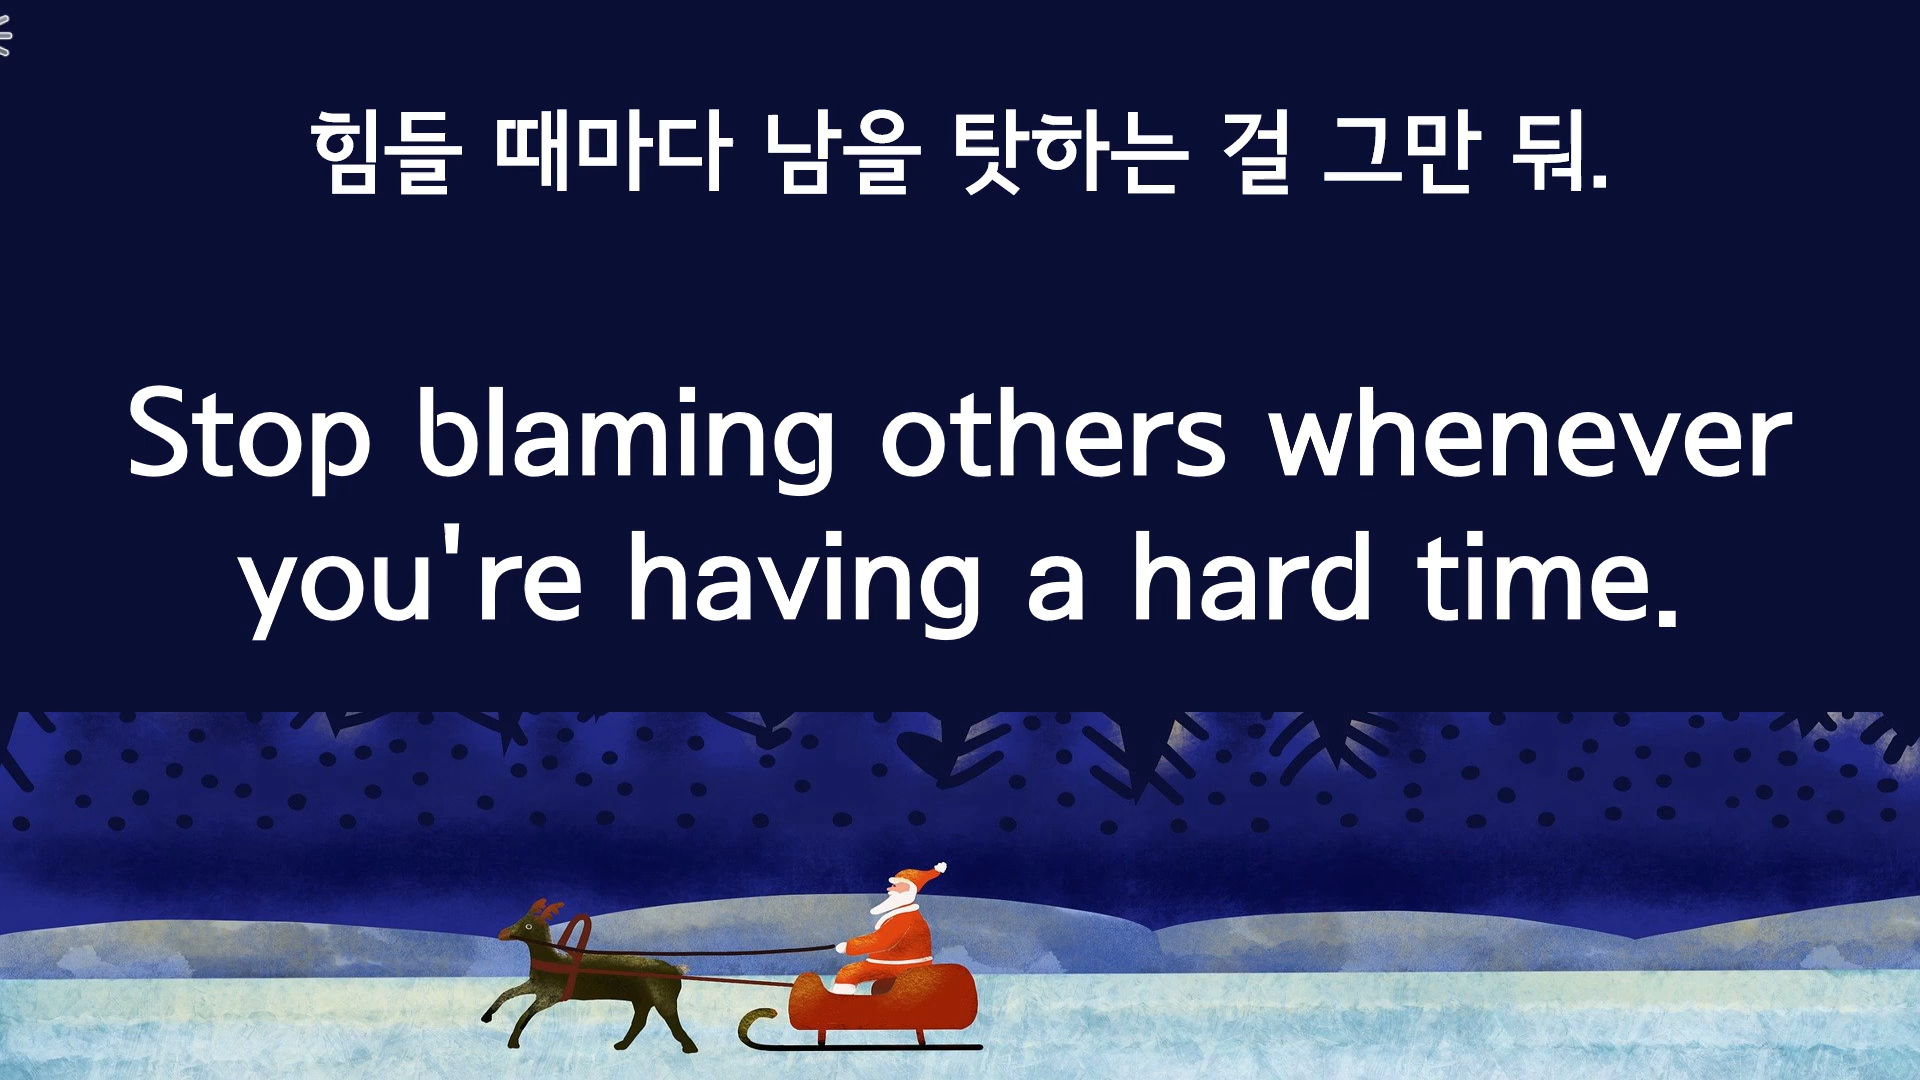 힘들 때마다 남을 탓하는 걸 그만 둬.
Stop blaming others whenever
you're having a hard time.